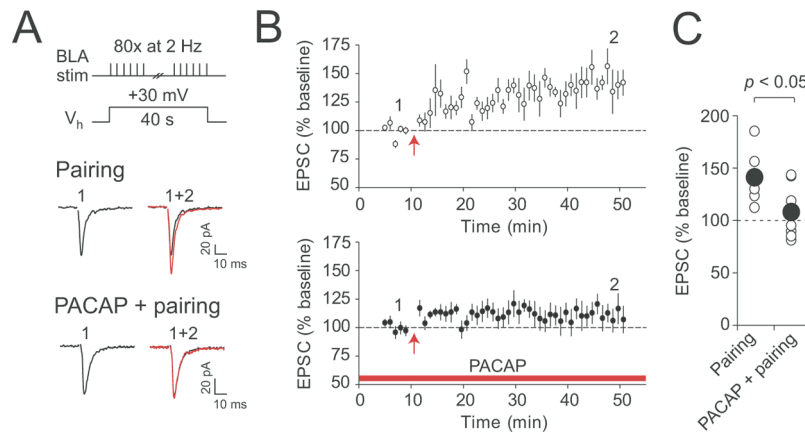 A
BLA
stim
80x at 2 Hz
+30 mV
Vh
40 s
Pairing
1
1+2
20 pA
10 ms
PACAP + pairing
1
1+2
20 pA
10 ms
B
EPSC (% baseline)
175
150
125
100
75
50
1
2
0 10 20 30 40 50
Time (min)
EPSC (% baseline)
175
150
125
100
75
50
1
2
PACAP
0 10 20 30 40 50
Time (min)
C
p < 0.05
EPSC (% baseline)
200
150
100
50
0
Pairing
PACAP + pairing